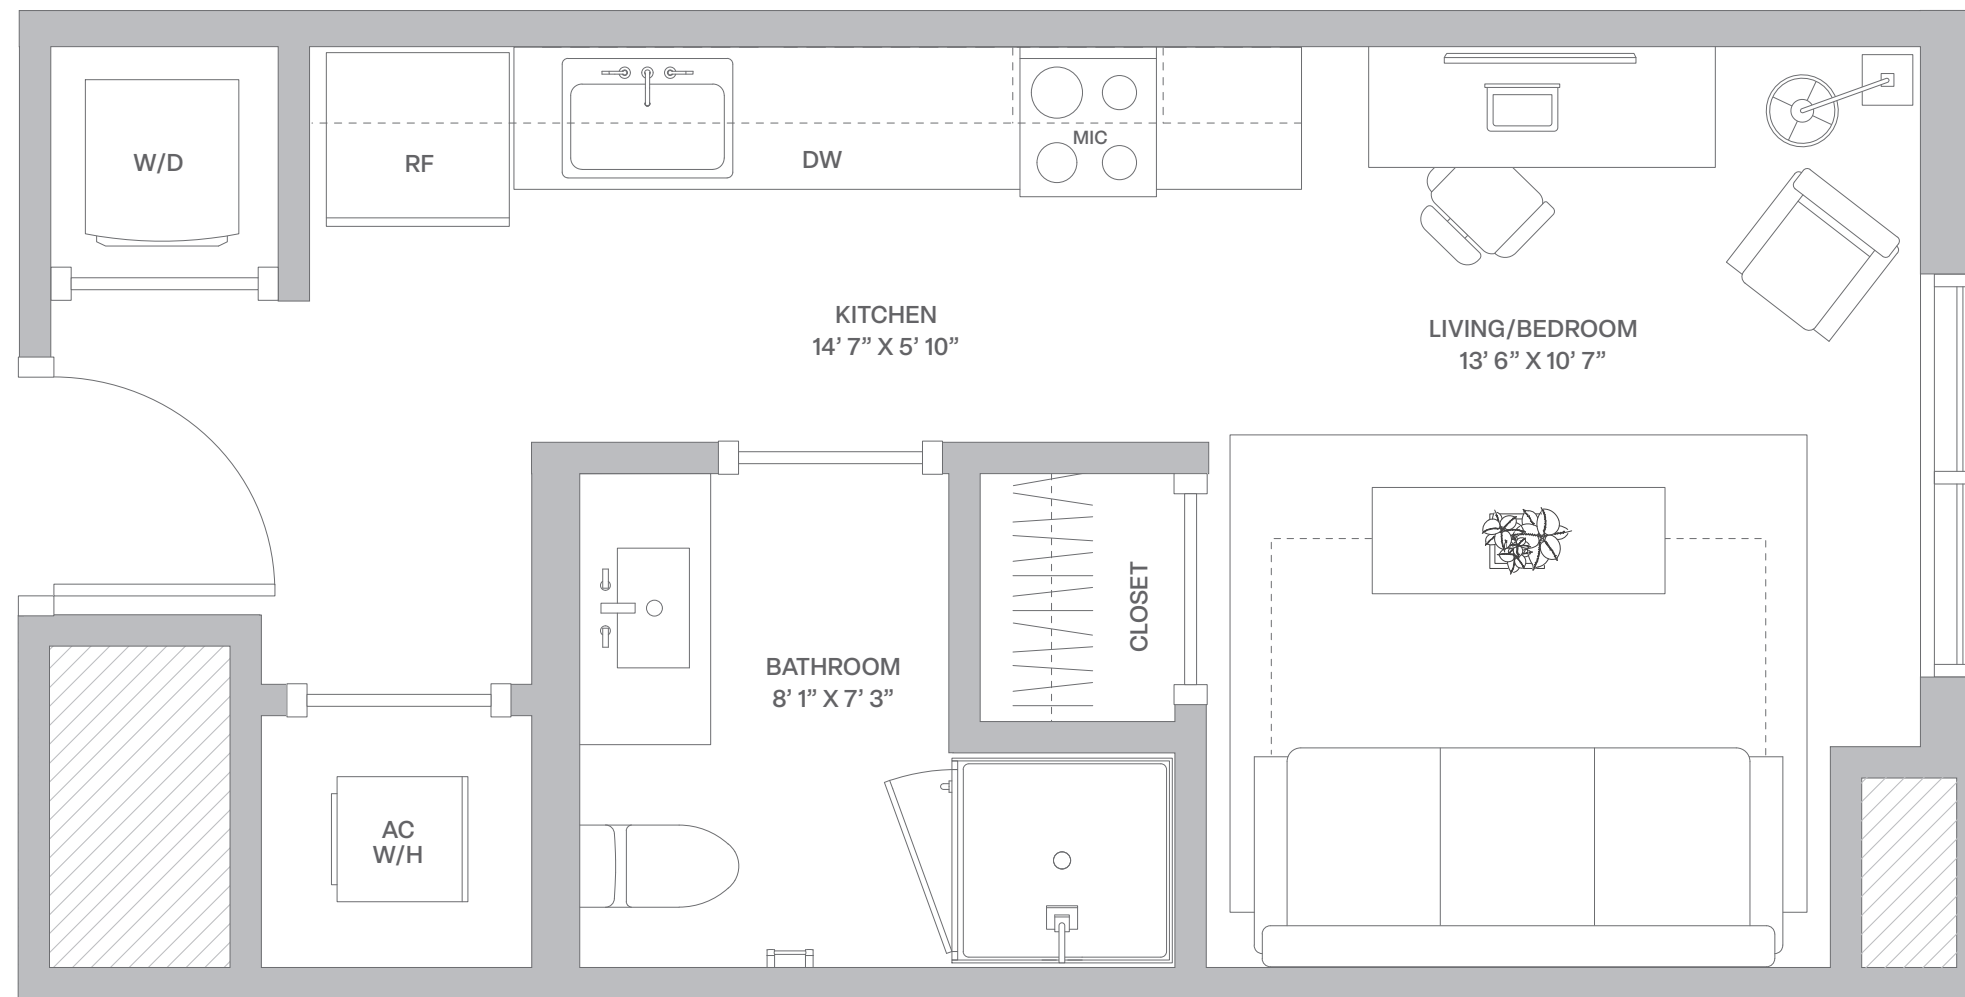 W/D
RF
DW
MIC
KITCHEN
14’ 7” X 5’ 10”
LIVING/BEDROOM
13’ 6” X 10’ 7”
CLOSET
BATHROOM
8’ 1” X 7’ 3”
AC
W/H